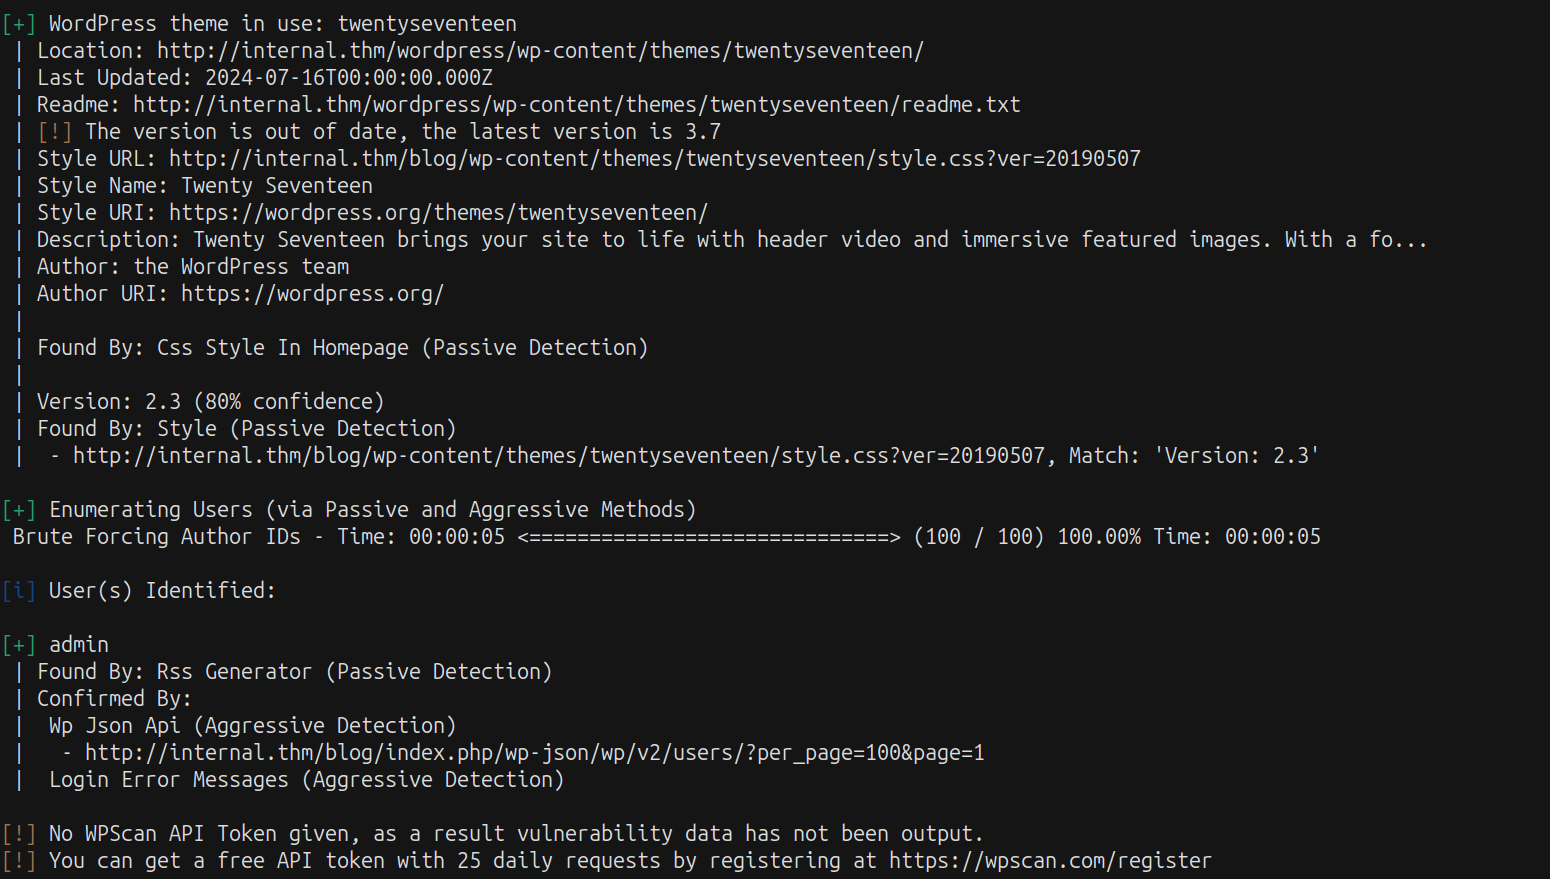 [+] WordPress theme in use: twentyseventeen
| Location: http://internal.thm/wordpress/wp-content/themes/twentyseventeen/
| Last Updated: 2024-07-16T00:00:00.000Z
| Readme: http://internal.thm/wordpress/wp-content/themes/twentyseventeen/readme.txt
| [!] The version is out of date, the latest version is 3.7
| Style URL: http://internal.thm/blog/wp-content/themes/twentyseventeen/style.css?ver=20190507
| Style Name: Twenty Seventeen
| Style URI: https://wordpress.org/themes/twentyseventeen/
| Description: Twenty Seventeen brings your site to life with header video and immersive featured images. With a fo...
| Author: the WordPress team
| Author URI: https://wordpress.org/
|
| Found By: Css Style In Homepage (Passive Detection)
|
| Version: 2.3 (80% confidence)
| Found By: Style (Passive Detection)
|  - http://internal.thm/blog/wp-content/themes/twentyseventeen/style.css?ver=20190507, Match: 'Version: 2.3'

[+] Enumerating Users (via Passive and Aggressive Methods)
 Brute Forcing Author IDs - Time: 00:00:05 <==============================> (100 / 100) 100.00% Time: 00:00:05

[i] User(s) Identified:

[+] admin
| Found By: Rss Generator (Passive Detection)
| Confirmed By:
|  Wp Json Api (Aggressive Detection)
|   - http://internal.thm/blog/index.php/wp-json/wp/v2/users/?per_page=100&page=1
|  Login Error Messages (Aggressive Detection)

[!] No WPScan API Token given, as a result vulnerability data has not been output.
[!] You can get a free API token with 25 daily requests by registering at https://wpscan.com/register